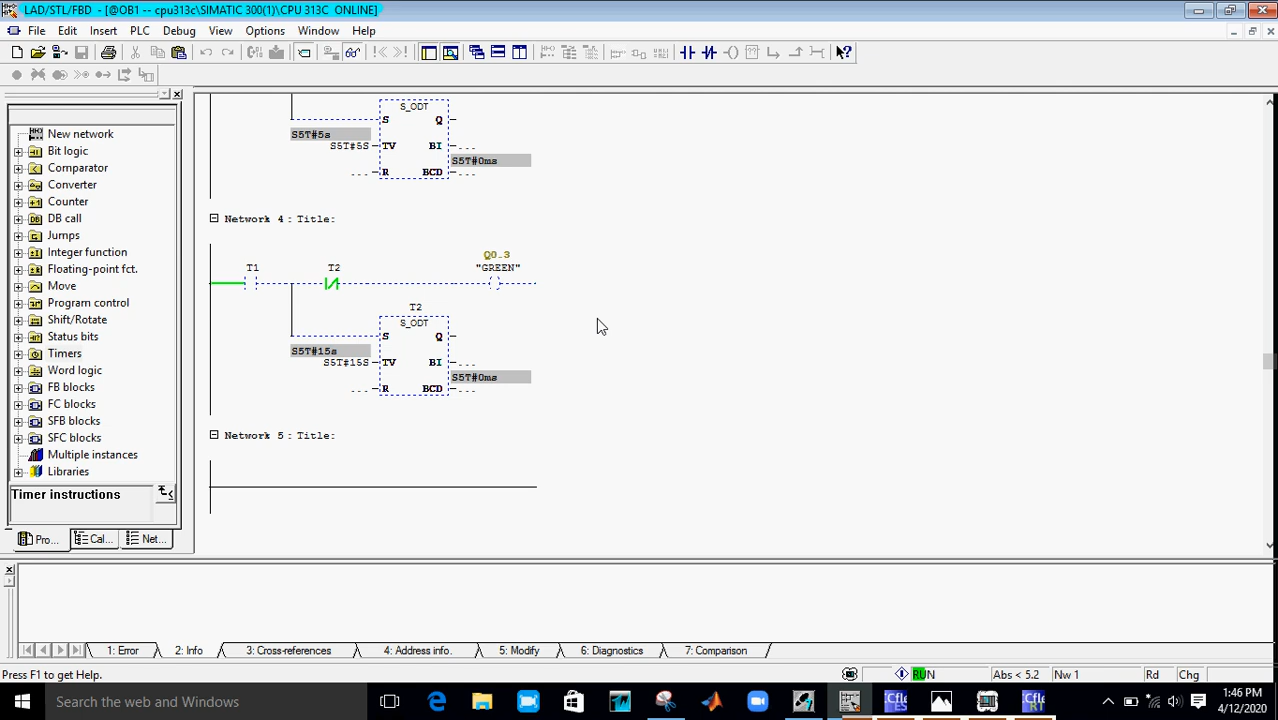 LAD/STL/FBD - [@OB1 -- cpu313c\SIMATIC 300(1)\CPU 313C ONLINE]
File Edit Insert PLC Debug View Options Window Help
New network
Bit logic
Comparator
Converter
Counter
DB call
Jumps
Integer function
Floating-point fct.
Move
Program control
Shift/Rotate
Status bits
Timers
Word logic
FB blocks
FC blocks
SFB blocks
SFC blocks
Multiple instances
Libraries
Timer instructions
Pro... Cal... Net...
S_ODT
S Q
S5T#5s
S5T#5S TV BI ...
S5T#0ms
... R BCD ...
Network 4 : Title:
Q0.3
T1 T2 "GREEN"
T2
S_ODT
S Q
S5T#15s
S5T#15S TV BI ...
S5T#0ms
... R BCD ...
Network 5 : Title:
1: Error 2: Info 3: Cross-references 4: Address info. 5: Modify 6: Diagnostics 7: Comparison
Press F1 to get Help. RUN Abs < 5.2 Nw 1 Rd Chg
Search the web and Windows
1:46 PM
4/12/2020